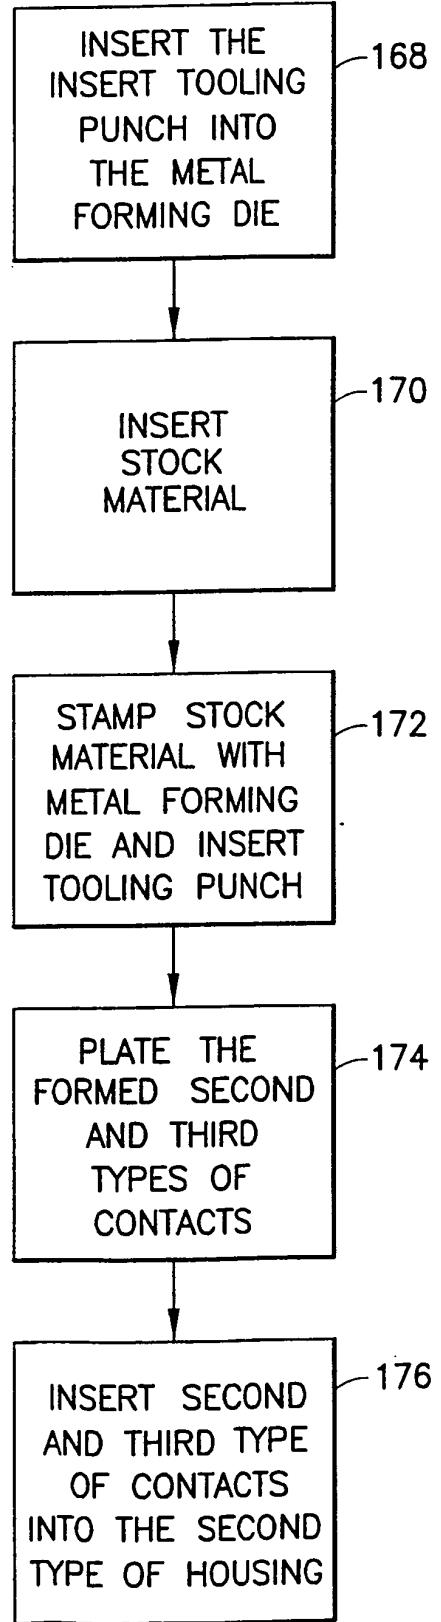 INSERT THE
INSERT TOOLING
PUNCH INTO
THE METAL
FORMING DIE
168
INSERT
STOCK
MATERIAL
170
STAMP STOCK
MATERIAL WITH
METAL FORMING
DIE AND INSERT
TOOLING PUNCH
172
PLATE THE
FORMED SECOND
AND THIRD
TYPES OF
CONTACTS
174
INSERT SECOND
AND THIRD TYPE
OF CONTACTS
INTO THE SECOND
TYPE OF HOUSING
176